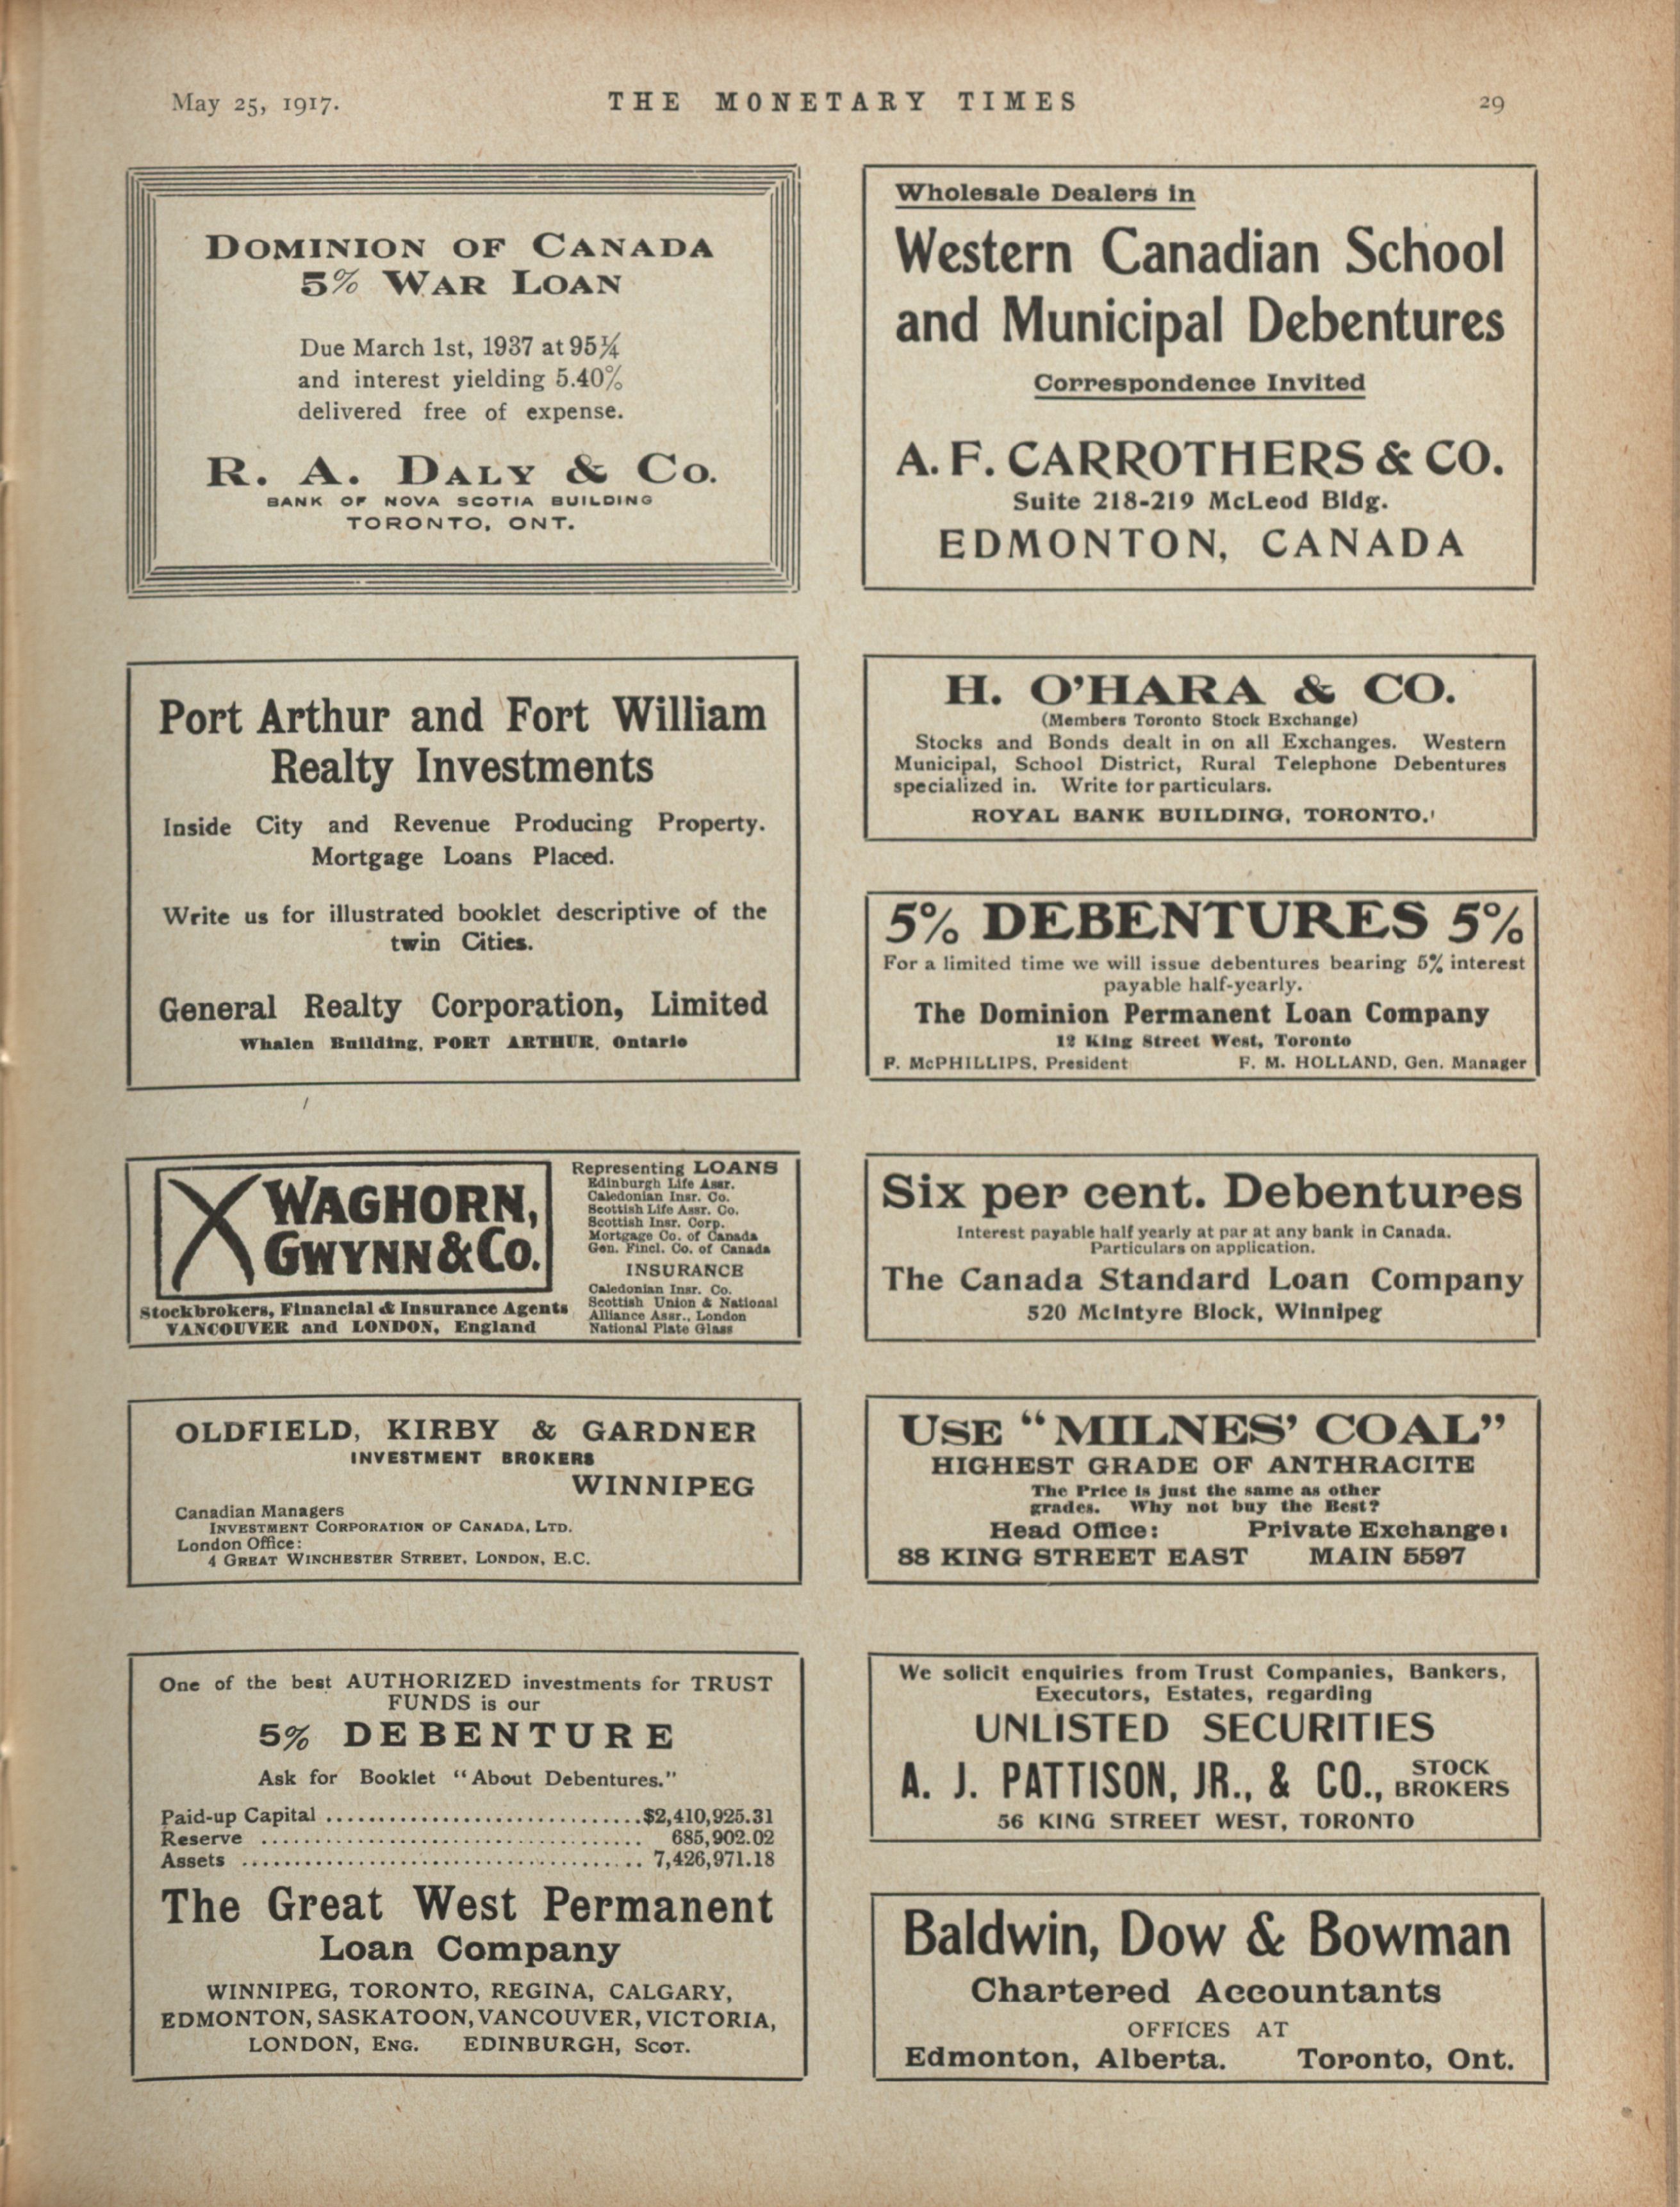 May 25, 1917.
THE MONETARY TIMES
29
DOMINION OF CANADA
5% WAR LOAN
Due March 1st, 1937 at 95¼
and interest yielding 5.40%
delivered free of expense.
R. A. DALY & CO.
BANK OF NOVA SCOTIA BUILDING
TORONTO, ONT.
Port Arthur and Fort William
Realty Investments
Inside City and Revenue Producing Property.
Mortgage Loans Placed.
Write us for illustrated booklet descriptive of the
twin Cities.
General Realty Corporation, Limited
Whalen Building, PORT ARTHUR, Ontario
WAGHORN,
GWYNN & CO.
Stockbrokers, Financial & Insurance Agents
VANCOUVER and LONDON, England
Representing LOANS
Edinburgh Life Assr.
Caledonian Insr. Co.
Scottish Life Assr. Co.
Scottish Insr. Corp.
Mortgage Co. of Canada
Gen. Fincl. Co. of Canada
INSURANCE
Caledonian Insr. Co.
Scottish Union & National
Alliance Assr., London
National Plate Glass
OLDFIELD, KIRBY & GARDNER
INVESTMENT BROKERS
WINNIPEG
Canadian Managers
INVESTMENT CORPORATION OF CANADA, LTD.
London Office:
4 GREAT WINCHESTER STREET, LONDON, E.C.
One of the best AUTHORIZED investments for TRUST
FUNDS is our
5% DEBENTURE
Ask for Booklet "About Debentures."
Paid-up Capital ..............................$2,410,925.31
Reserve .................................... 685,902.02
Assets ...................................... 7,426,971.18
The Great West Permanent
Loan Company
WINNIPEG, TORONTO, REGINA, CALGARY,
EDMONTON, SASKATOON, VANCOUVER, VICTORIA,
LONDON, ENG. EDINBURGH, SCOT.
Wholesale Dealers in
Western Canadian School
and Municipal Debentures
Correspondence Invited
A. F. CARROTHERS & CO.
Suite 218-219 McLeod Bldg.
EDMONTON, CANADA
H. O'HARA & CO.
(Members Toronto Stock Exchange)
Stocks and Bonds dealt in on all Exchanges. Western
Municipal, School District, Rural Telephone Debentures
specialized in. Write for particulars.
ROYAL BANK BUILDING, TORONTO.
5% DEBENTURES 5%
For a limited time we will issue debentures bearing 5% interest
payable half-yearly.
The Dominion Permanent Loan Company
12 King Street West, Toronto
F. McPHILLIPS, President F. M. HOLLAND, Gen. Manager
Six per cent. Debentures
Interest payable half yearly at par at any bank in Canada.
Particulars on application.
The Canada Standard Loan Company
520 McIntyre Block, Winnipeg
USE "MILNES' COAL"
HIGHEST GRADE OF ANTHRACITE
The Price is just the same as other
grades. Why not buy the Best?
Head Office: Private Exchange:
88 KING STREET EAST MAIN 5597
We solicit enquiries from Trust Companies, Bankers,
Executors, Estates, regarding
UNLISTED SECURITIES
A. J. PATTISON, JR., & CO., STOCK BROKERS
56 KING STREET WEST, TORONTO
Baldwin, Dow & Bowman
Chartered Accountants
OFFICES AT
Edmonton, Alberta. Toronto, Ont.